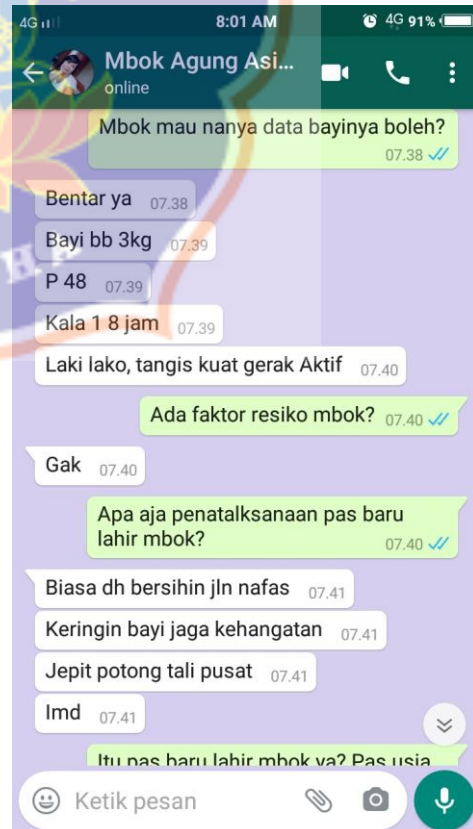 4G 8:01 AM 4G 91%
Mbok Agung Asi...
online
Mbok mau nanya data bayinya boleh?
07.38
Bentar ya 07.38
Bayi bb 3kg 07.39
P 48 07.39
Kala 1 8 jam 07.39
Laki lako, tangis kuat gerak Aktif 07.40
Ada faktor resiko mbok? 07.40
Gak 07.40
Apa aja penatalksanaan pas baru
lahir mbok? 07.40
Biasa dh bersihin jln nafas 07.41
Keringin bayi jaga kehangatan 07.41
Jepit potong tali pusat 07.41
Imd 07.41
Itu pas baru lahir mbok ya? Pas usia
Ketik pesan